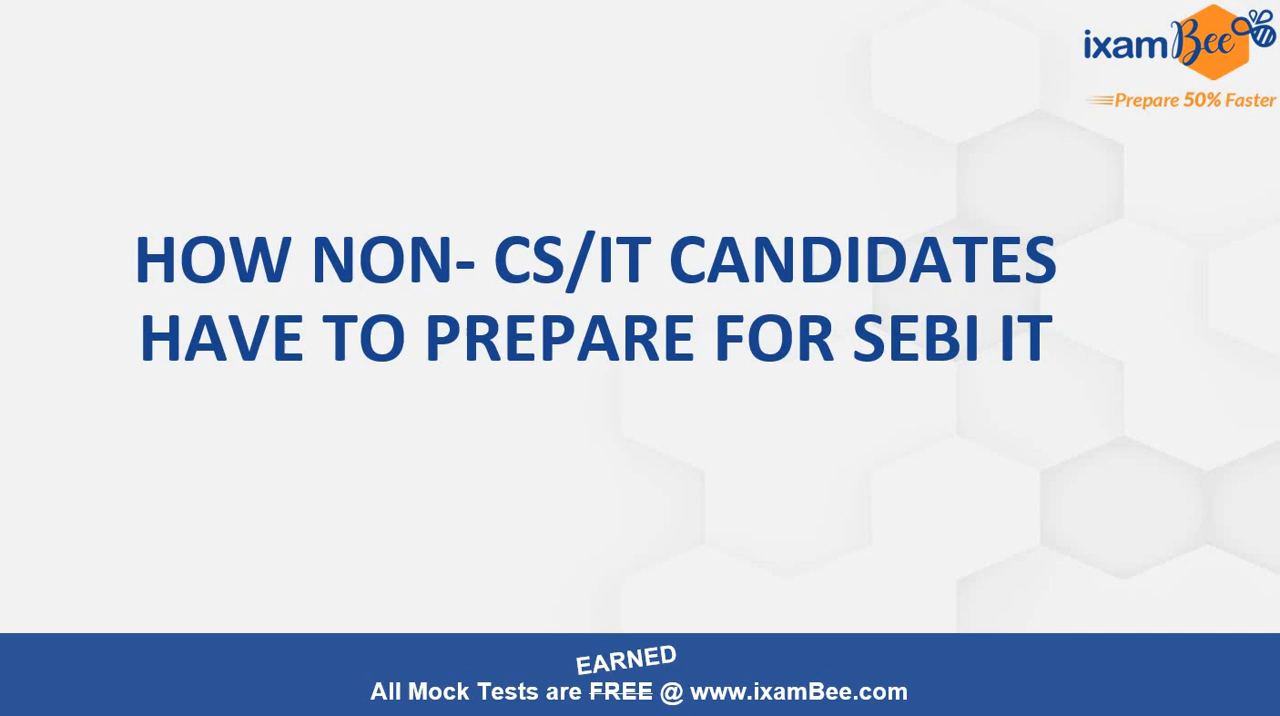 ixamBee
Prepare 50% Faster
HOW NON- CS/IT CANDIDATES
HAVE TO PREPARE FOR SEBI IT
EARNED
All Mock Tests are FREE @ www.ixamBee.com